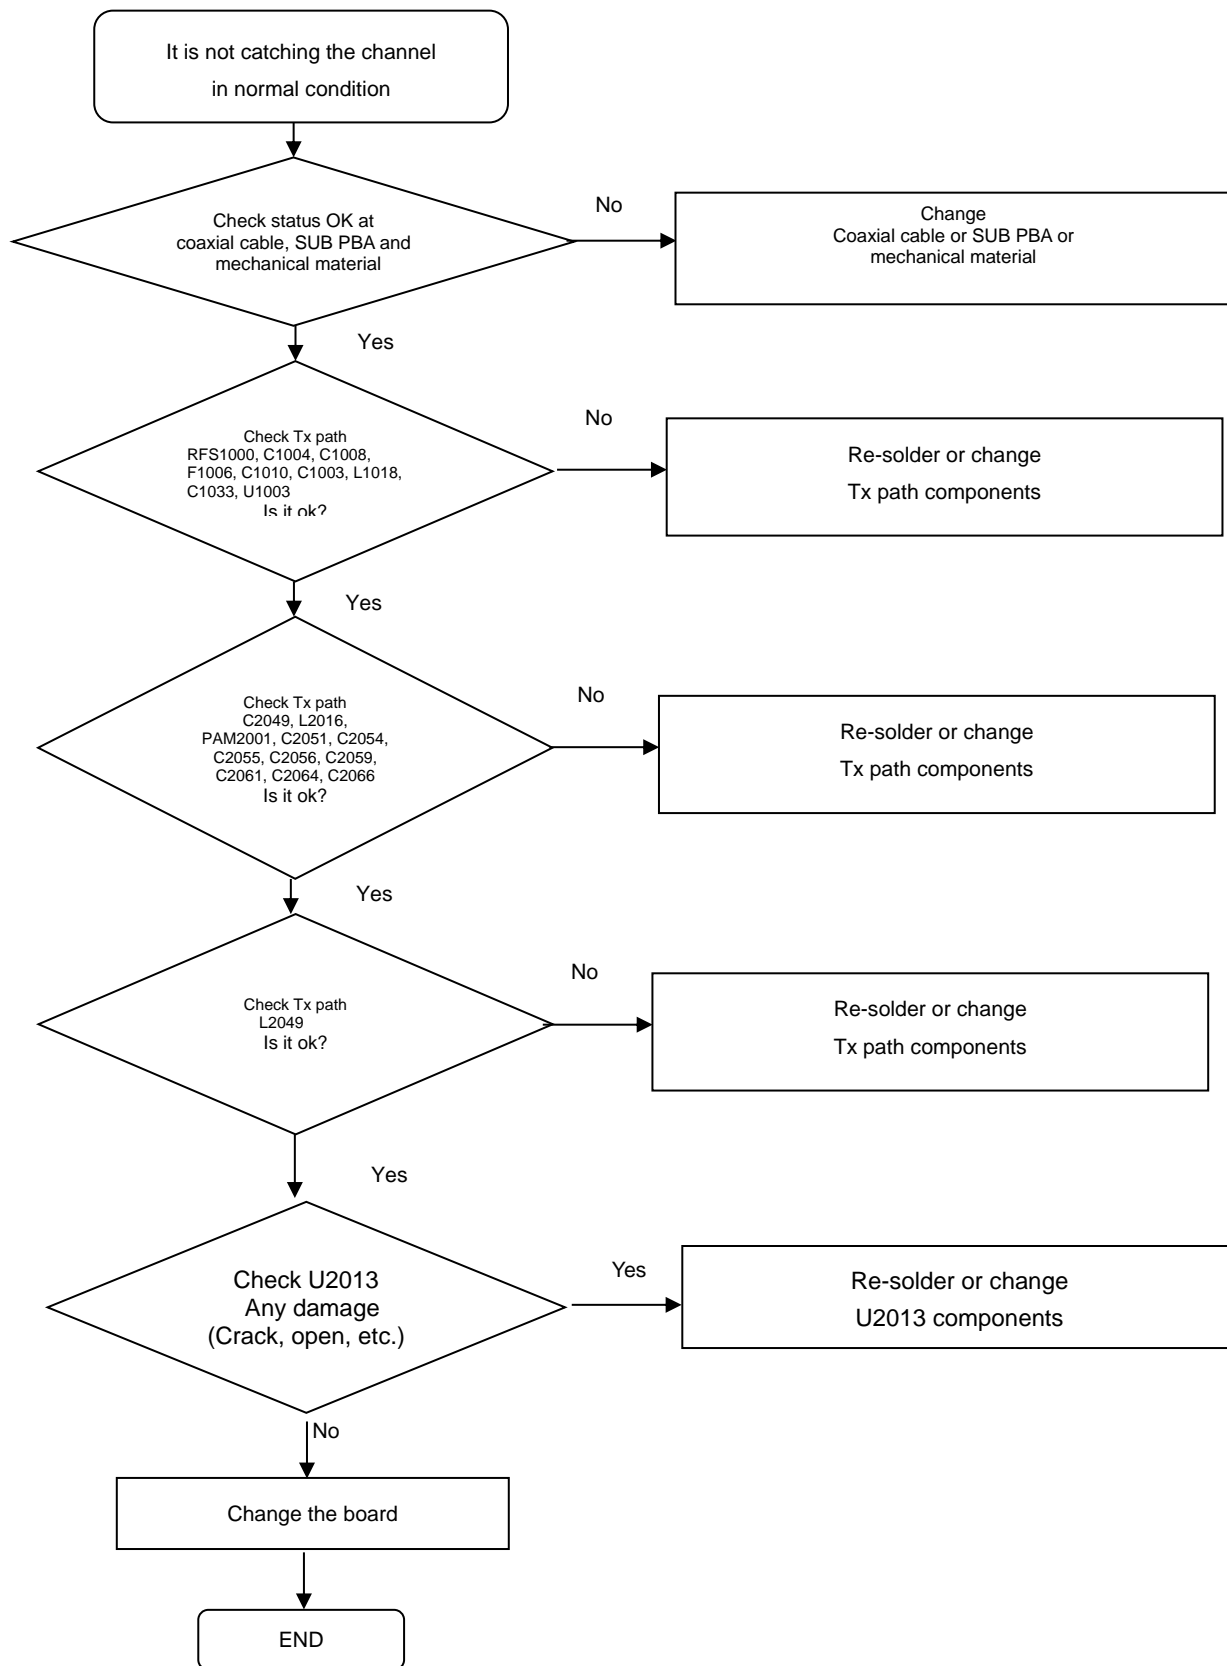 It is not catching the channel
in normal condition
Check status OK at
coaxial cable, SUB PBA and
mechanical material
No
Change
Coaxial cable or SUB PBA or
mechanical material
Yes
Check Tx path
RFS1000, C1004, C1008,
F1006, C1010, C1003, L1018,
C1033, U1003
Is it ok?
No
Re-solder or change
Tx path components
Yes
Check Tx path
C2049, L2016,
PAM2001, C2051, C2054,
C2055, C2056, C2059,
C2061, C2064, C2066
Is it ok?
No
Re-solder or change
Tx path components
Yes
Check Tx path
L2049
Is it ok?
No
Re-solder or change
Tx path components
Yes
Check U2013
Any damage
(Crack, open, etc.)
Yes
Re-solder or change
U2013 components
No
Change the board
END